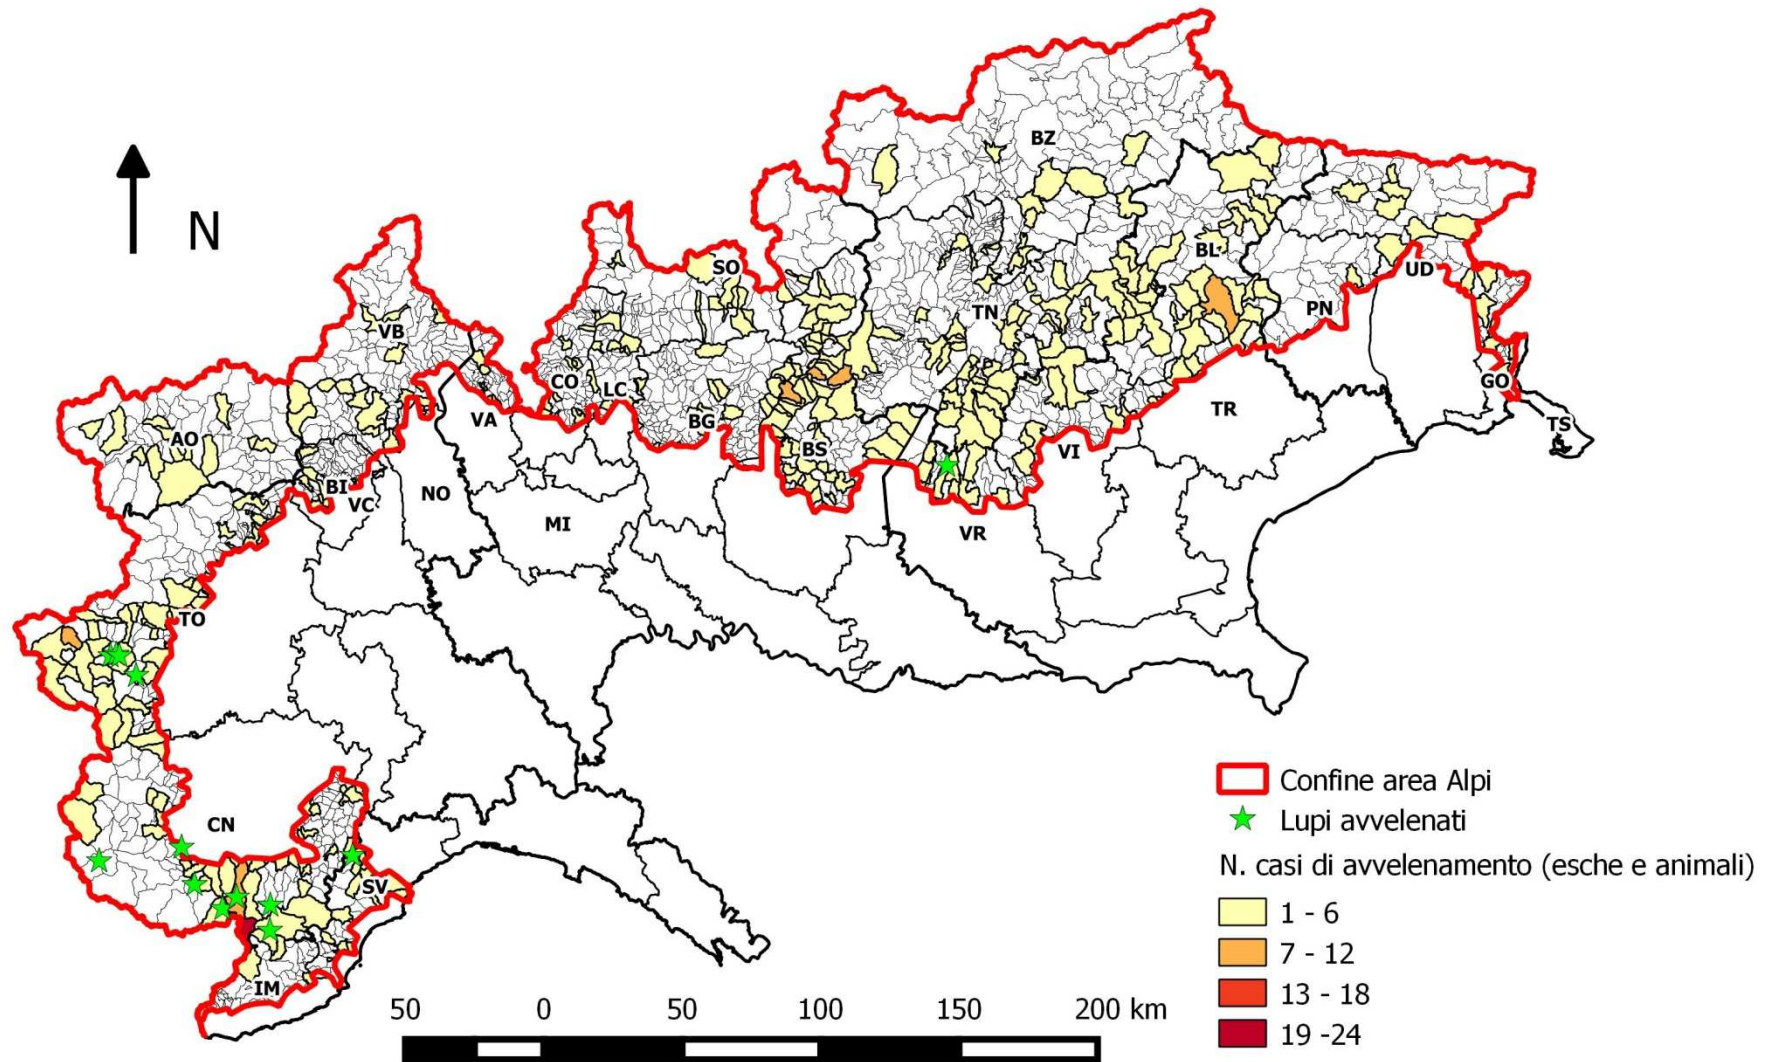 N
BZ
SO
BL
UD
VB
TN
PN
CO
LC
GO
VA
BG
TR
TS
AO
BS
VI
BI
VC
NO
MI
VR
TO
CN
SV
IM
Confine area Alpi
Lupi avvelenati
N. casi di avvelenamento (esche e animali)
1 - 6
7 - 12
13 - 18
19 -24
50 0 50 100 150 200 km